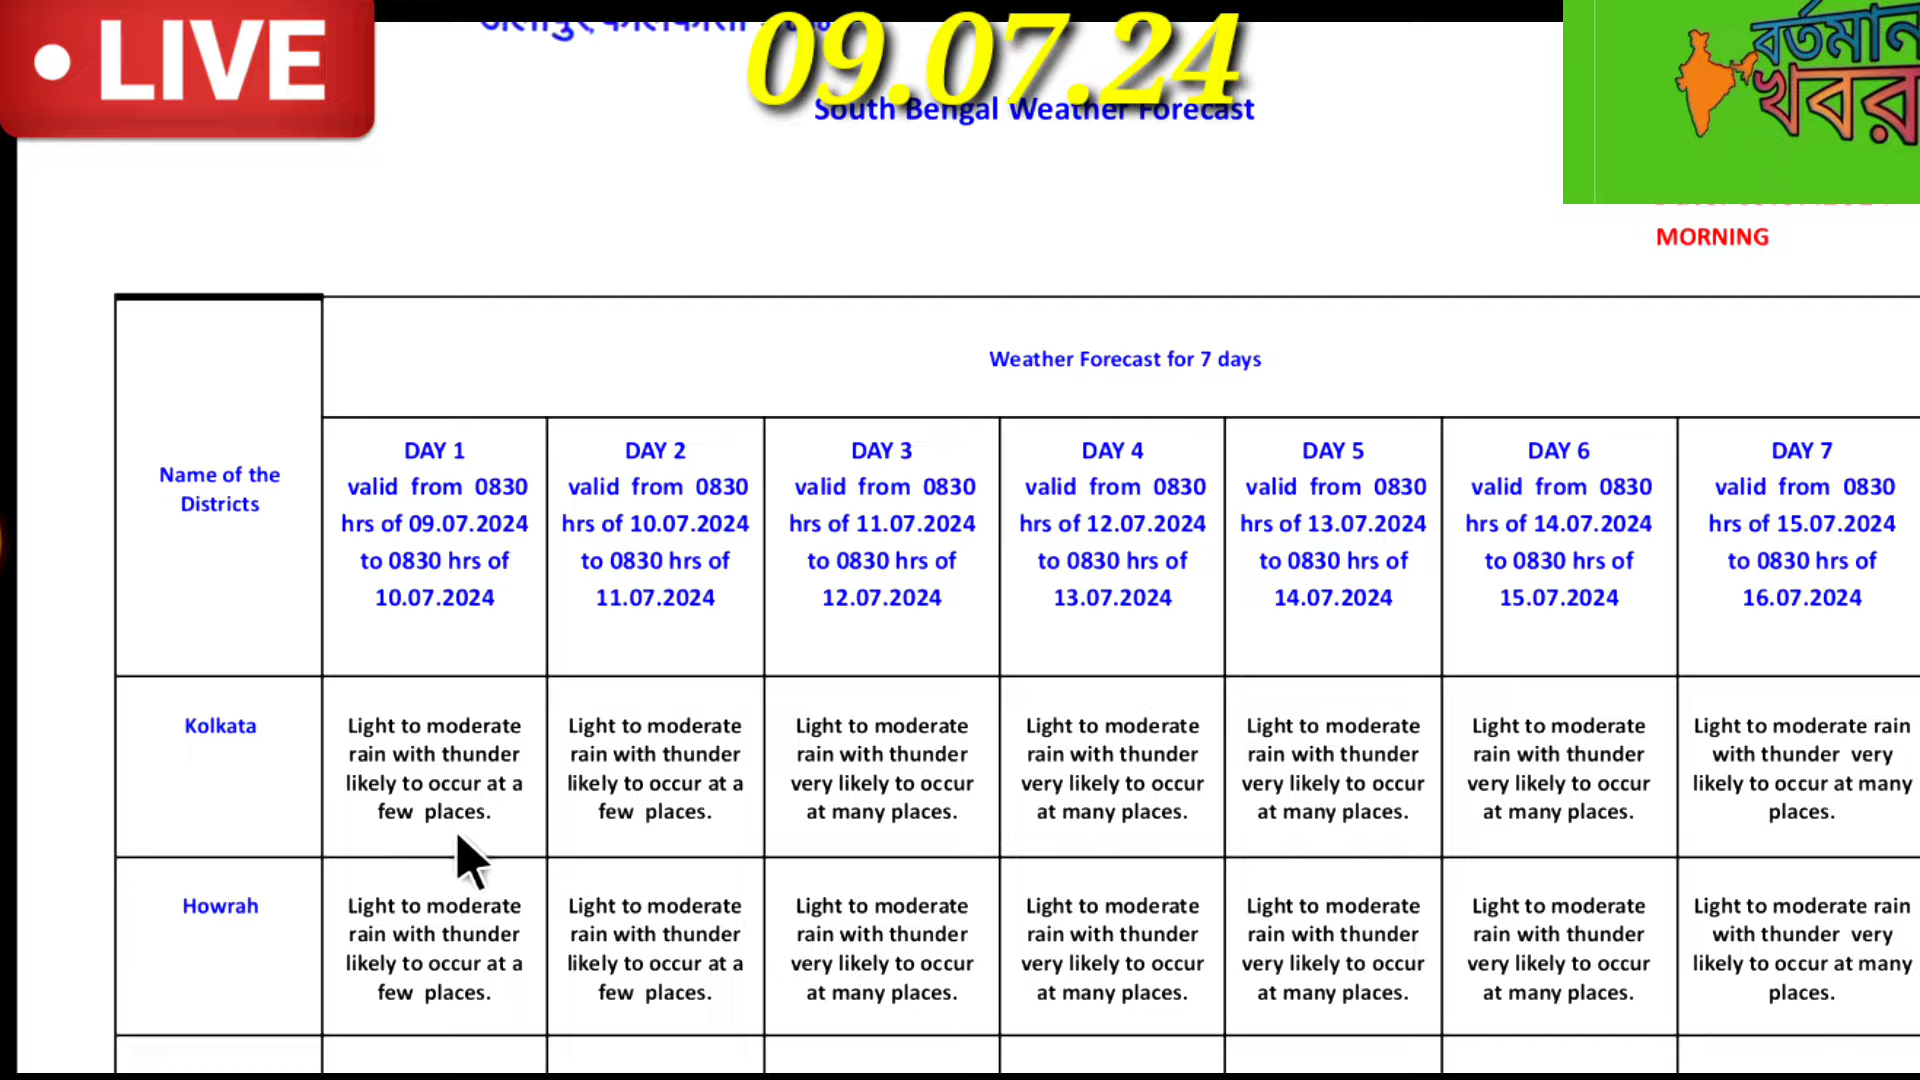 LIVE
09.07.24
South Bengal Weather Forecast
বর্তমান
খবর
MORNING
Weather Forecast for 7 days
Name of the
Districts
DAY 1
valid from 0830
hrs of 09.07.2024
to 0830 hrs of
10.07.2024
DAY 2
valid from 0830
hrs of 10.07.2024
to 0830 hrs of
11.07.2024
DAY 3
valid from 0830
hrs of 11.07.2024
to 0830 hrs of
12.07.2024
DAY 4
valid from 0830
hrs of 12.07.2024
to 0830 hrs of
13.07.2024
DAY 5
valid from 0830
hrs of 13.07.2024
to 0830 hrs of
14.07.2024
DAY 6
valid from 0830
hrs of 14.07.2024
to 0830 hrs of
15.07.2024
DAY 7
valid from 0830
hrs of 15.07.2024
to 0830 hrs of
16.07.2024
Kolkata
Light to moderate
rain with thunder
likely to occur at a
few places.
Light to moderate
rain with thunder
likely to occur at a
few places.
Light to moderate
rain with thunder
very likely to occur
at many places.
Light to moderate
rain with thunder
very likely to occur
at many places.
Light to moderate
rain with thunder
very likely to occur
at many places.
Light to moderate
rain with thunder
very likely to occur
at many places.
Light to moderate rain
with thunder very
likely to occur at many
places.
Howrah
Light to moderate
rain with thunder
likely to occur at a
few places.
Light to moderate
rain with thunder
likely to occur at a
few places.
Light to moderate
rain with thunder
very likely to occur
at many places.
Light to moderate
rain with thunder
very likely to occur
at many places.
Light to moderate
rain with thunder
very likely to occur
at many places.
Light to moderate
rain with thunder
very likely to occur
at many places.
Light to moderate rain
with thunder very
likely to occur at many
places.